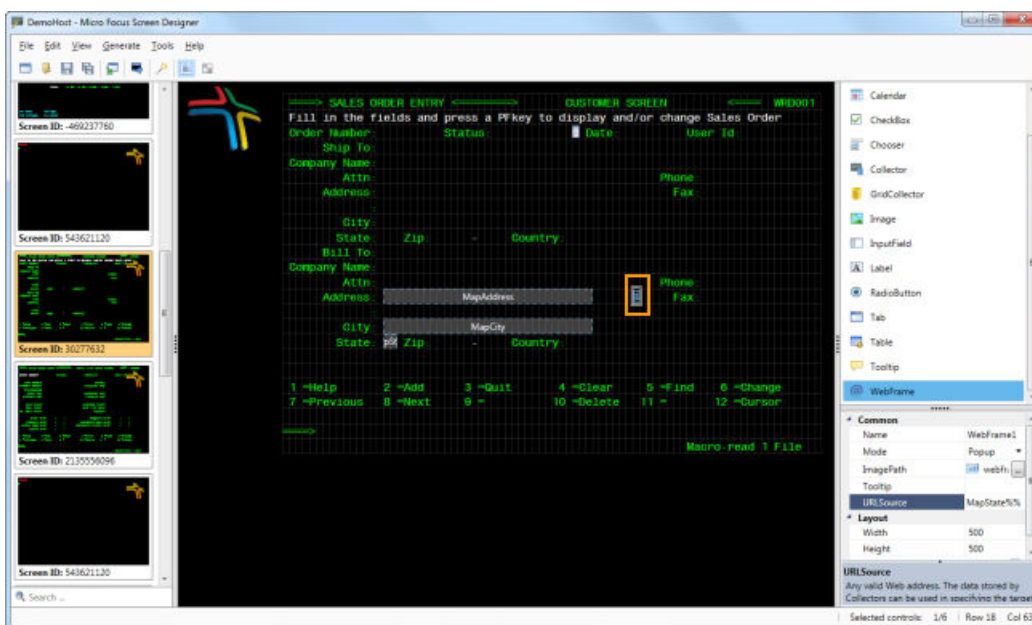 DemoHost - Micro Focus Screen Designer
File Edit View Generate Tools Help
Screen ID: -469237760
Screen ID: 543621120
Screen ID: 30277632
Screen ID: 2135556096
Screen ID: 543621120
Search ...
====> SALES ORDER ENTRY <======== CUSTOMER SCREEN <==== WRD001
Fill in the fields and press a PFkey to display and/or change Sales Order
Order Number: Status: Date: User Id
Ship To:
Company Name:
Attn: Phone
Address: Fax
City:
State: Zip: - Country:
Bill To:
Company Name:
Attn: Phone
Address: MapAddress Fax
City: MapCity
State: Zip: - Country:
1 =Help 2 =Add 3 =Quit 4 =Clear 5 =Find 6 =Change
7 =Previous 8 =Next 9 = 10 =Delete 11 = 12 =Cursor
====>
Macro-read 1 File
Calendar
CheckBox
Chooser
Collector
GridCollector
Image
InputField
Label
RadioButton
Tab
Table
Tooltip
WebFrame
Common
Name WebFrame1
Mode Popup
ImagePath webfr. ...
Tooltip
URLSource MapState%%
Layout
Width 500
Height 500
URLSource
Any valid Web address. The data stored by
Collectors can be used in specifying the target
Selected controls: 1/6 Row 18 Col 63